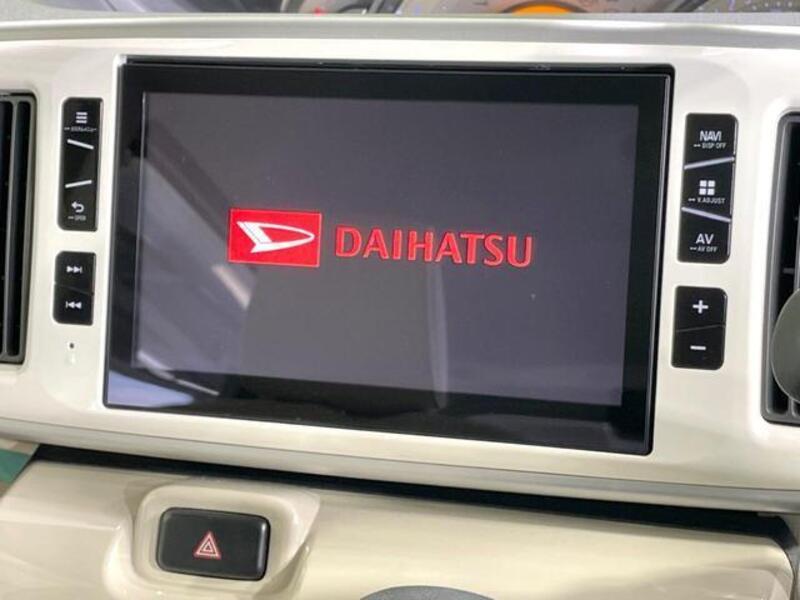 DAIHATSU
OPEN
NAVI
DISP OFF
V.ADJUST
AV
AV OFF
+
−